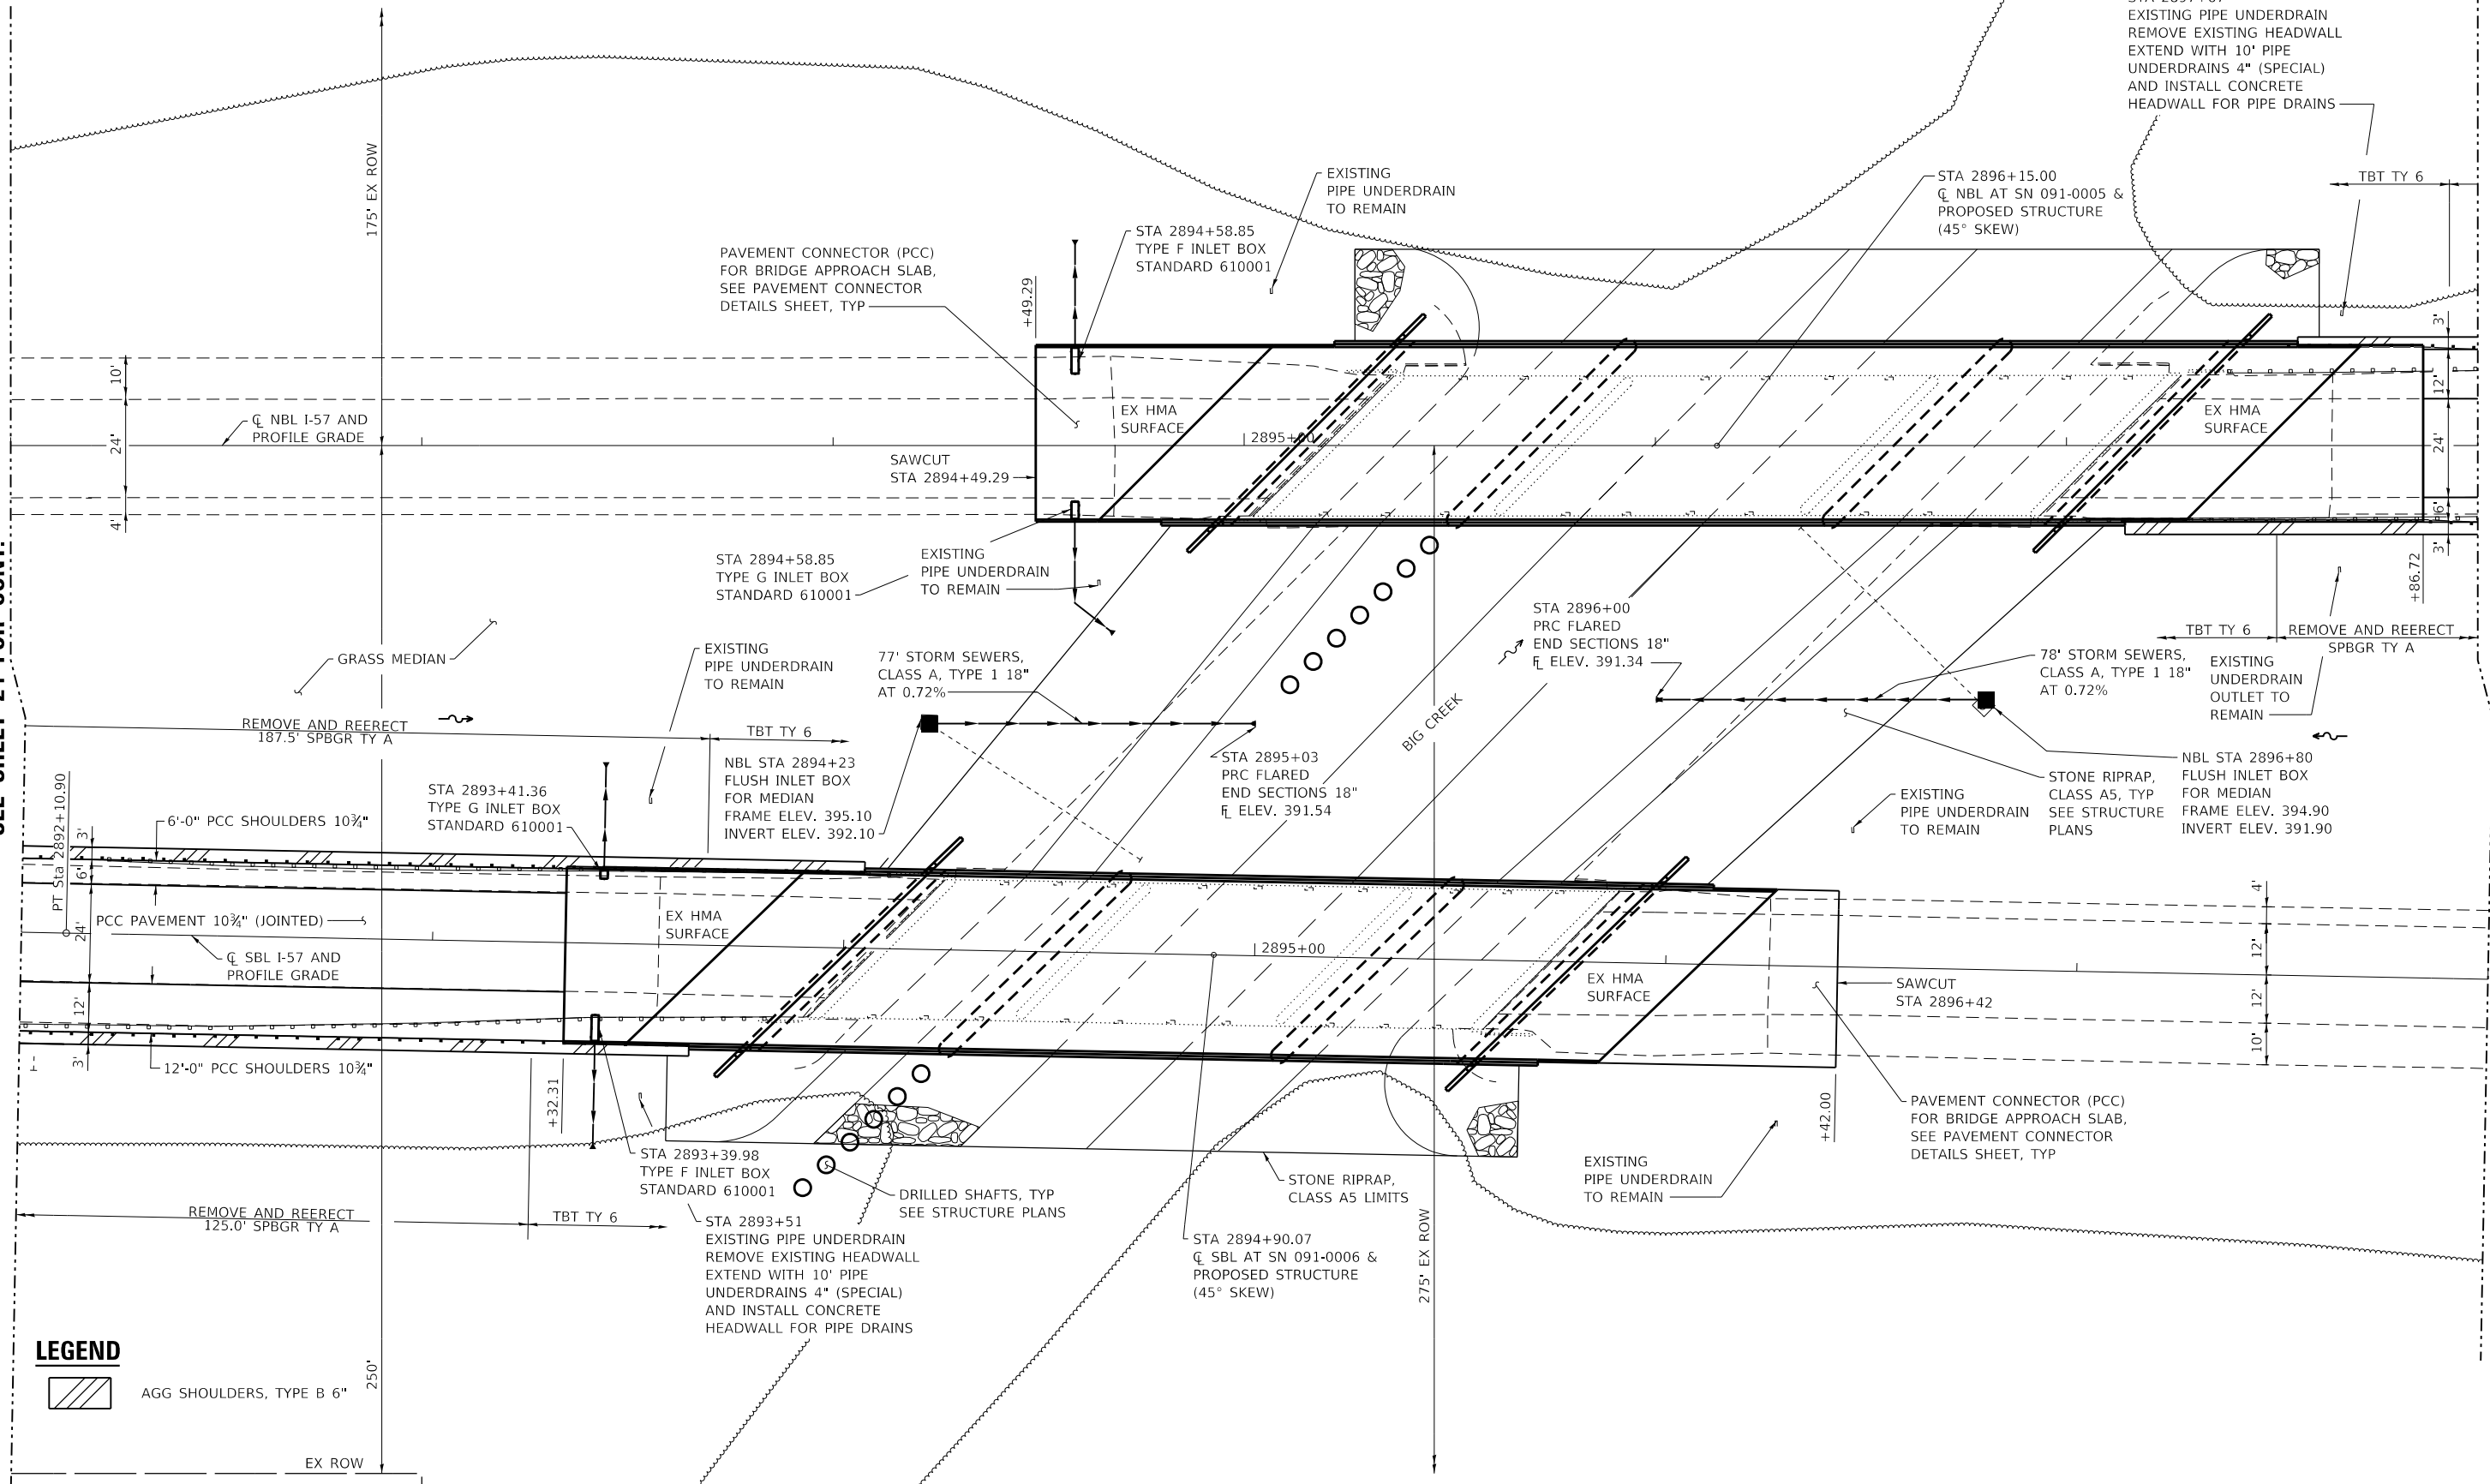 175' EX ROW
EXISTING PIPE UNDERDRAIN
REMOVE EXISTING HEADWALL
EXTEND WITH 10' PIPE
UNDERDRAINS 4" (SPECIAL)
AND INSTALL CONCRETE
HEADWALL FOR PIPE DRAINS
TBT TY 6
EXISTING
PIPE UNDERDRAIN
TO REMAIN
STA 2896+15.00
℄ NBL AT SN 091-0005 &
PROPOSED STRUCTURE
(45° SKEW)
STA 2894+58.85
TYPE F INLET BOX
STANDARD 610001
PAVEMENT CONNECTOR (PCC)
FOR BRIDGE APPROACH SLAB,
SEE PAVEMENT CONNECTOR
DETAILS SHEET, TYP
+49.29
10'
24'
4'
℄ NBL I-57 AND
PROFILE GRADE
EX HMA
SURFACE
2895+00
EX HMA
SURFACE
3'
12'
24'
6'
3'
SAWCUT
STA 2894+49.29
STA 2894+58.85
TYPE G INLET BOX
STANDARD 610001
EXISTING
PIPE UNDERDRAIN
TO REMAIN
+86.72
STA 2896+00
PRC FLARED
END SECTIONS 18"
F̱L ELEV. 391.34
TBT TY 6
REMOVE AND REERECT
SPBGR TY A
GRASS MEDIAN
EXISTING
PIPE UNDERDRAIN
TO REMAIN
77' STORM SEWERS,
CLASS A, TYPE 1 18"
AT 0.72%
78' STORM SEWERS,
CLASS A, TYPE 1 18"
AT 0.72%
EXISTING
UNDERDRAIN
OUTLET TO
REMAIN
BIG CREEK
REMOVE AND REERECT
187.5' SPBGR TY A
TBT TY 6
NBL STA 2894+23
FLUSH INLET BOX
FOR MEDIAN
FRAME ELEV. 395.10
INVERT ELEV. 392.10
STA 2895+03
PRC FLARED
END SECTIONS 18"
F̱L ELEV. 391.54
STONE RIPRAP,
CLASS A5, TYP
SEE STRUCTURE
PLANS
NBL STA 2896+80
FLUSH INLET BOX
FOR MEDIAN
FRAME ELEV. 394.90
INVERT ELEV. 391.90
EXISTING
PIPE UNDERDRAIN
TO REMAIN
PT Sta 2892+10.90
STA 2893+41.36
TYPE G INLET BOX
STANDARD 610001
6'-0" PCC SHOULDERS 10¾"
3'
6'
24'
12'
3'
PCC PAVEMENT 10¾" (JOINTED)
℄ SBL I-57 AND
PROFILE GRADE
12'-0" PCC SHOULDERS 10¾"
EX HMA
SURFACE
2895+00
EX HMA
SURFACE
SAWCUT
STA 2896+42
4'
12'
12'
10'
+32.31
+42.00
PAVEMENT CONNECTOR (PCC)
FOR BRIDGE APPROACH SLAB,
SEE PAVEMENT CONNECTOR
DETAILS SHEET, TYP
STA 2893+39.98
TYPE F INLET BOX
STANDARD 610001
DRILLED SHAFTS, TYP
SEE STRUCTURE PLANS
STONE RIPRAP,
CLASS A5 LIMITS
EXISTING
PIPE UNDERDRAIN
TO REMAIN
REMOVE AND REERECT
125.0' SPBGR TY A
TBT TY 6
STA 2893+51
EXISTING PIPE UNDERDRAIN
REMOVE EXISTING HEADWALL
EXTEND WITH 10' PIPE
UNDERDRAINS 4" (SPECIAL)
AND INSTALL CONCRETE
HEADWALL FOR PIPE DRAINS
STA 2894+90.07
℄ SBL AT SN 091-0006 &
PROPOSED STRUCTURE
(45° SKEW)
275' EX ROW
250'
LEGEND
AGG SHOULDERS, TYPE B 6"
EX ROW